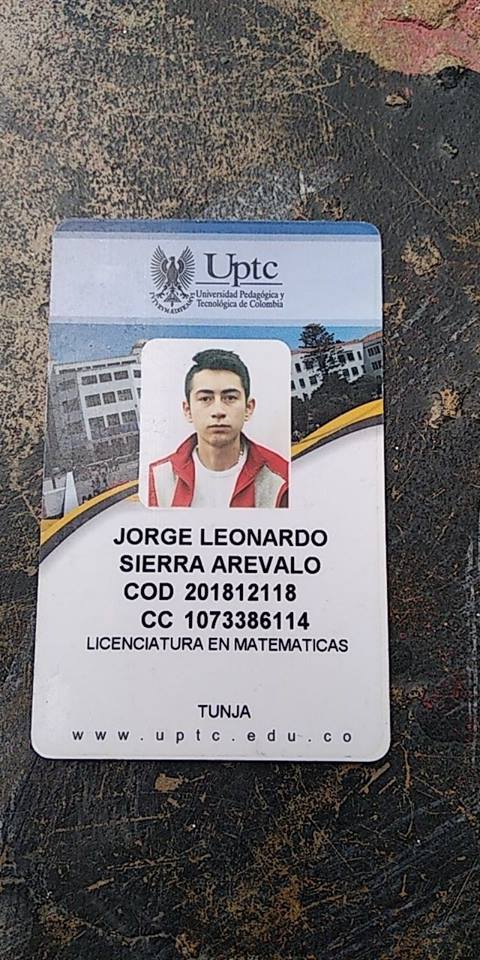 Uptc
Universidad Pedagógica y
Tecnológica de Colombia
JORGE LEONARDO
SIERRA AREVALO
COD 201812118
CC 1073386114
LICENCIATURA EN MATEMATICAS
TUNJA
www.uptc.edu.co